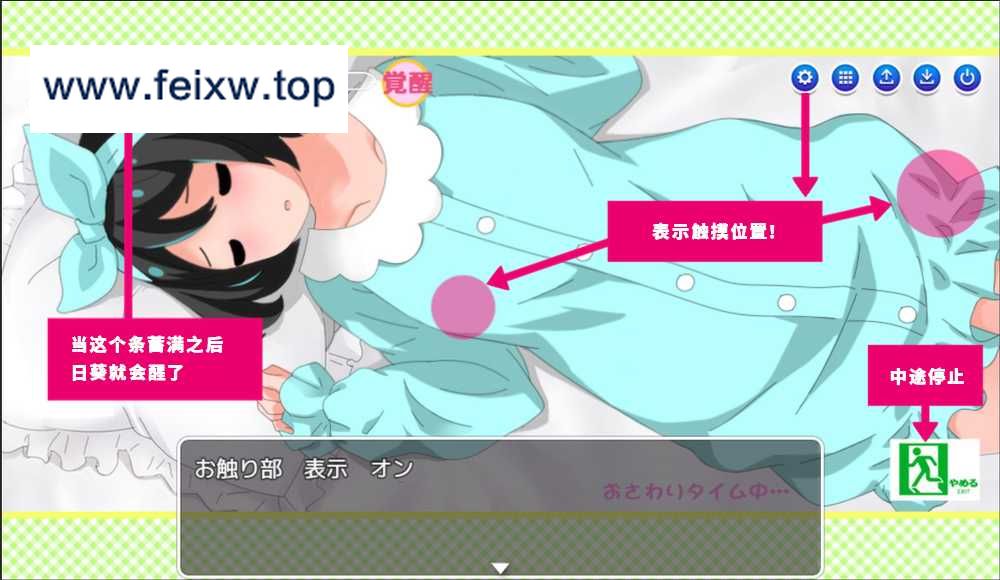 www.feixw.top
覚醒
表示触摸位置!
当这个条蓄满之后
日葵就会醒了
中途停止
やめる
EXIT
お触り部 表示 オン
おさわりタイム中…